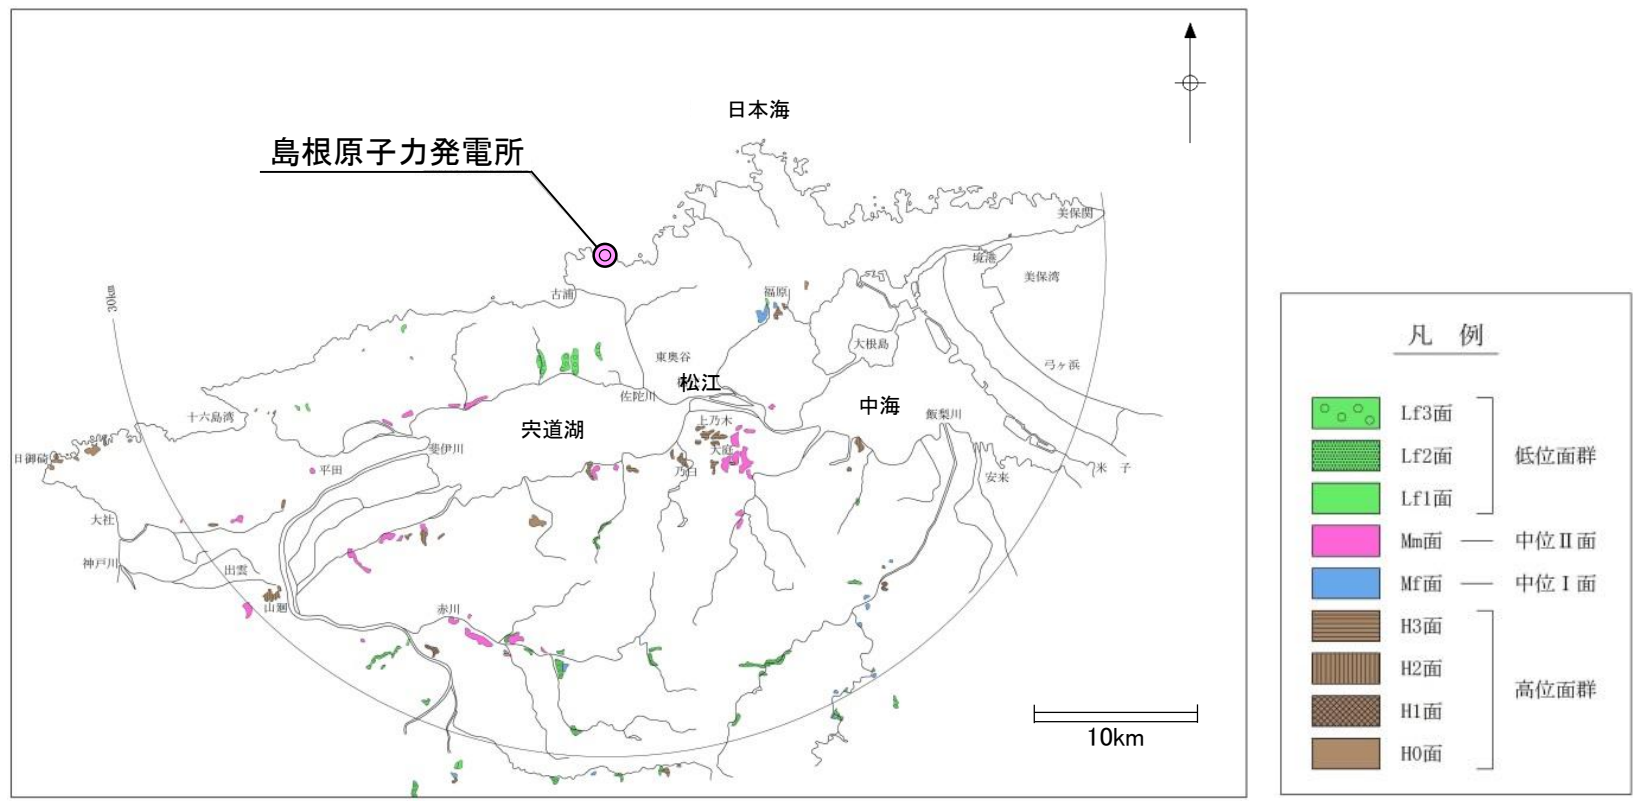 日本海
島根原子力発電所
美保関
境港
美保湾
30km
古浦
福原
大根島
弓ヶ浜
東奥谷
松江
佐陀川
中海
十六島湾
宍道湖
上乃木
飯梨川
大庭
斐伊川
日御碕
平田
乃白
安来
米子
大社
神戸川
出雲
山廻
赤川
10km
凡例
Lf3面
Lf2面 低位面群
Lf1面
Mm面 中位Ⅱ面
Mf面 中位Ⅰ面
H3面
H2面 高位面群
H1面
H0面